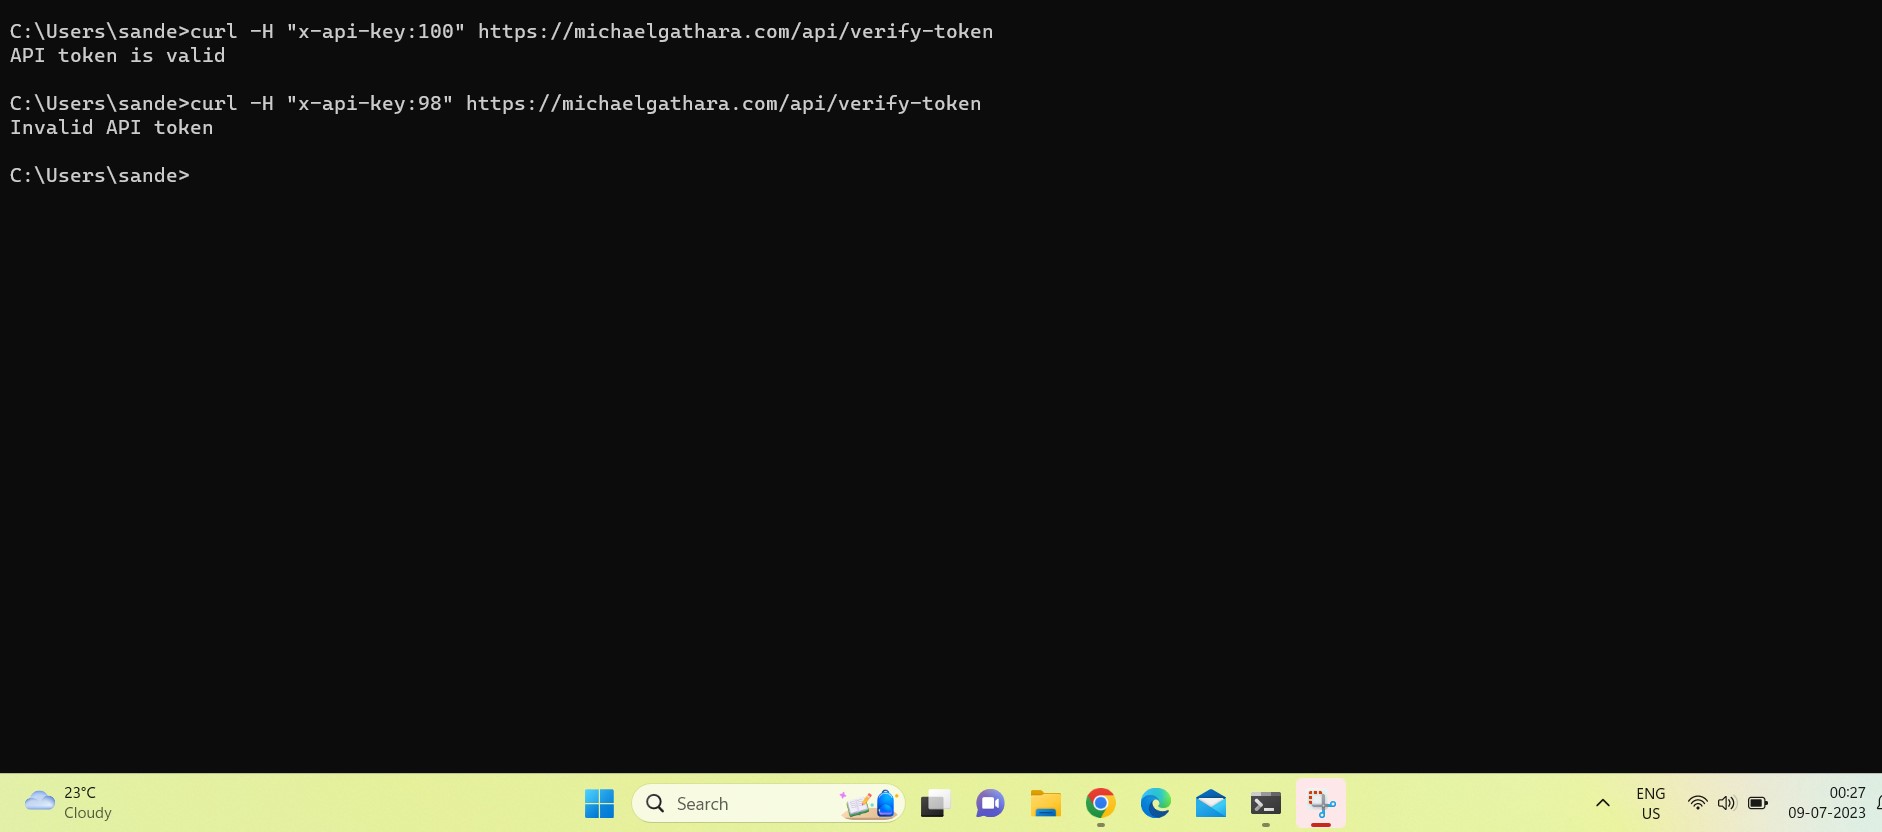 C:\Users\sande>curl -H "x-api-key:100" https://michaelgathara.com/api/verify-token
API token is valid
C:\Users\sande>curl -H "x-api-key:98" https://michaelgathara.com/api/verify-token
Invalid API token
C:\Users\sande>
23°C
Cloudy
Search
ENG
US
00:27
09-07-2023